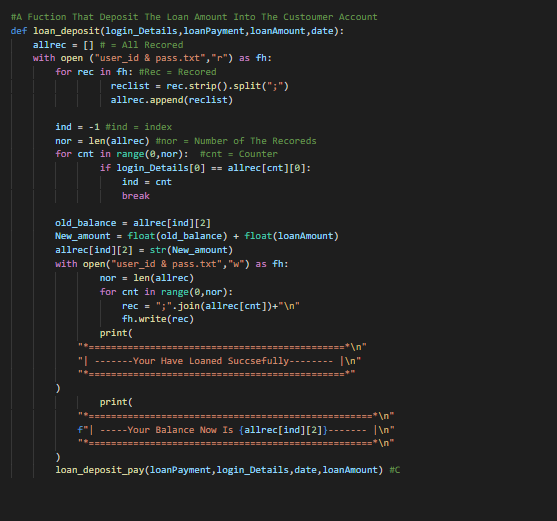 #A Fuction That Deposit The Loan Amount Into The Custoumer Account
def loan_deposit(login_Details,loanPayment,loanAmount,date):
    allrec = [] # = All Recored
    with open ("user_id & pass.txt","r") as fh:
        for rec in fh: #Rec = Recored
                  reclist = rec.strip().split(";")
                  allrec.append(reclist)

        ind = -1 #ind = index
        nor = len(allrec) #nor = Number of The Recoreds
        for cnt in range(0,nor):  #cnt = Counter
                if login_Details[0] == allrec[cnt][0]:
                    ind = cnt
                    break

        old_balance = allrec[ind][2]
        New_amount = float(old_balance) + float(loanAmount)
        allrec[ind][2] = str(New_amount)
        with open("user_id & pass.txt","w") as fh:
                nor = len(allrec)
                for cnt in range(0,nor):
                    rec = ";".join(allrec[cnt])+"\n"
                    fh.write(rec)
                print(
            "*==============================================*\n"
            "| -------Your Have Loaned Succsefully-------- |\n"
            "*==============================================*"
        )
                print(
            "*===================================================*\n"
            f"| -----Your Balance Now Is {allrec[ind][2]}------- |\n"
            "*===================================================*\n"
        )
        loan_deposit_pay(loanPayment,login_Details,date,loanAmount) #C